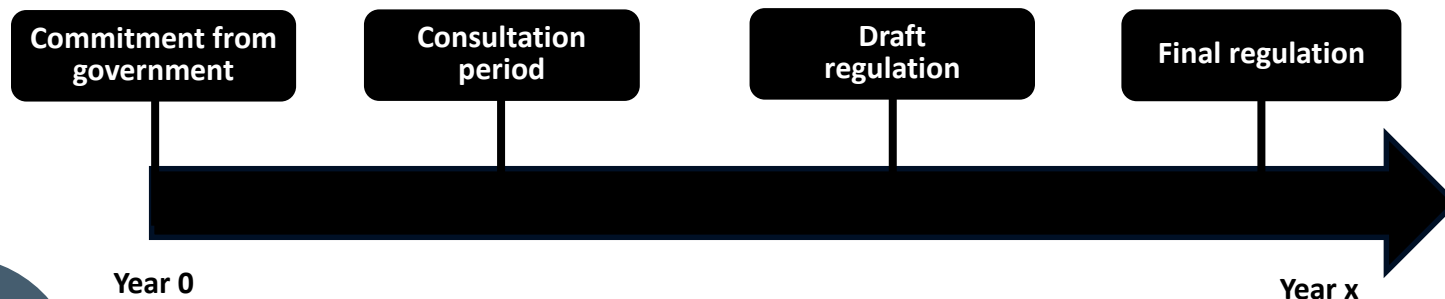 Commitment from
government
Consultation
period
Draft
regulation
Final regulation
Year 0
Year x